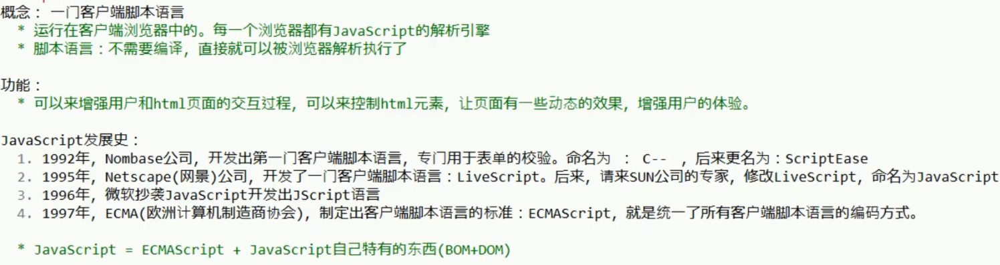 概念： 一门客户端脚本语言
* 运行在客户端浏览器中的。每一个浏览器都有JavaScript的解析引擎
* 脚本语言：不需要编译，直接就可以被浏览器解析执行了
功能：
* 可以来增强用户和html页面的交互过程，可以来控制html元素，让页面有一些动态的效果，增强用户的体验。
JavaScript发展史：
1. 1992年，Nombase公司，开发出第一门客户端脚本语言，专门用于表单的校验。命名为 ： C-- ，后来更名为：ScriptEase
2. 1995年，Netscape(网景)公司，开发了一门客户端脚本语言：LiveScript。后来，请来SUN公司的专家，修改LiveScript，命名为JavaScript
3. 1996年，微软抄袭JavaScript开发出JScript语言
4. 1997年，ECMA(欧洲计算机制造商协会)，制定出客户端脚本语言的标准：ECMAScript，就是统一了所有客户端脚本语言的编码方式。
* JavaScript = ECMAScript + JavaScript自己特有的东西(BOM+DOM)